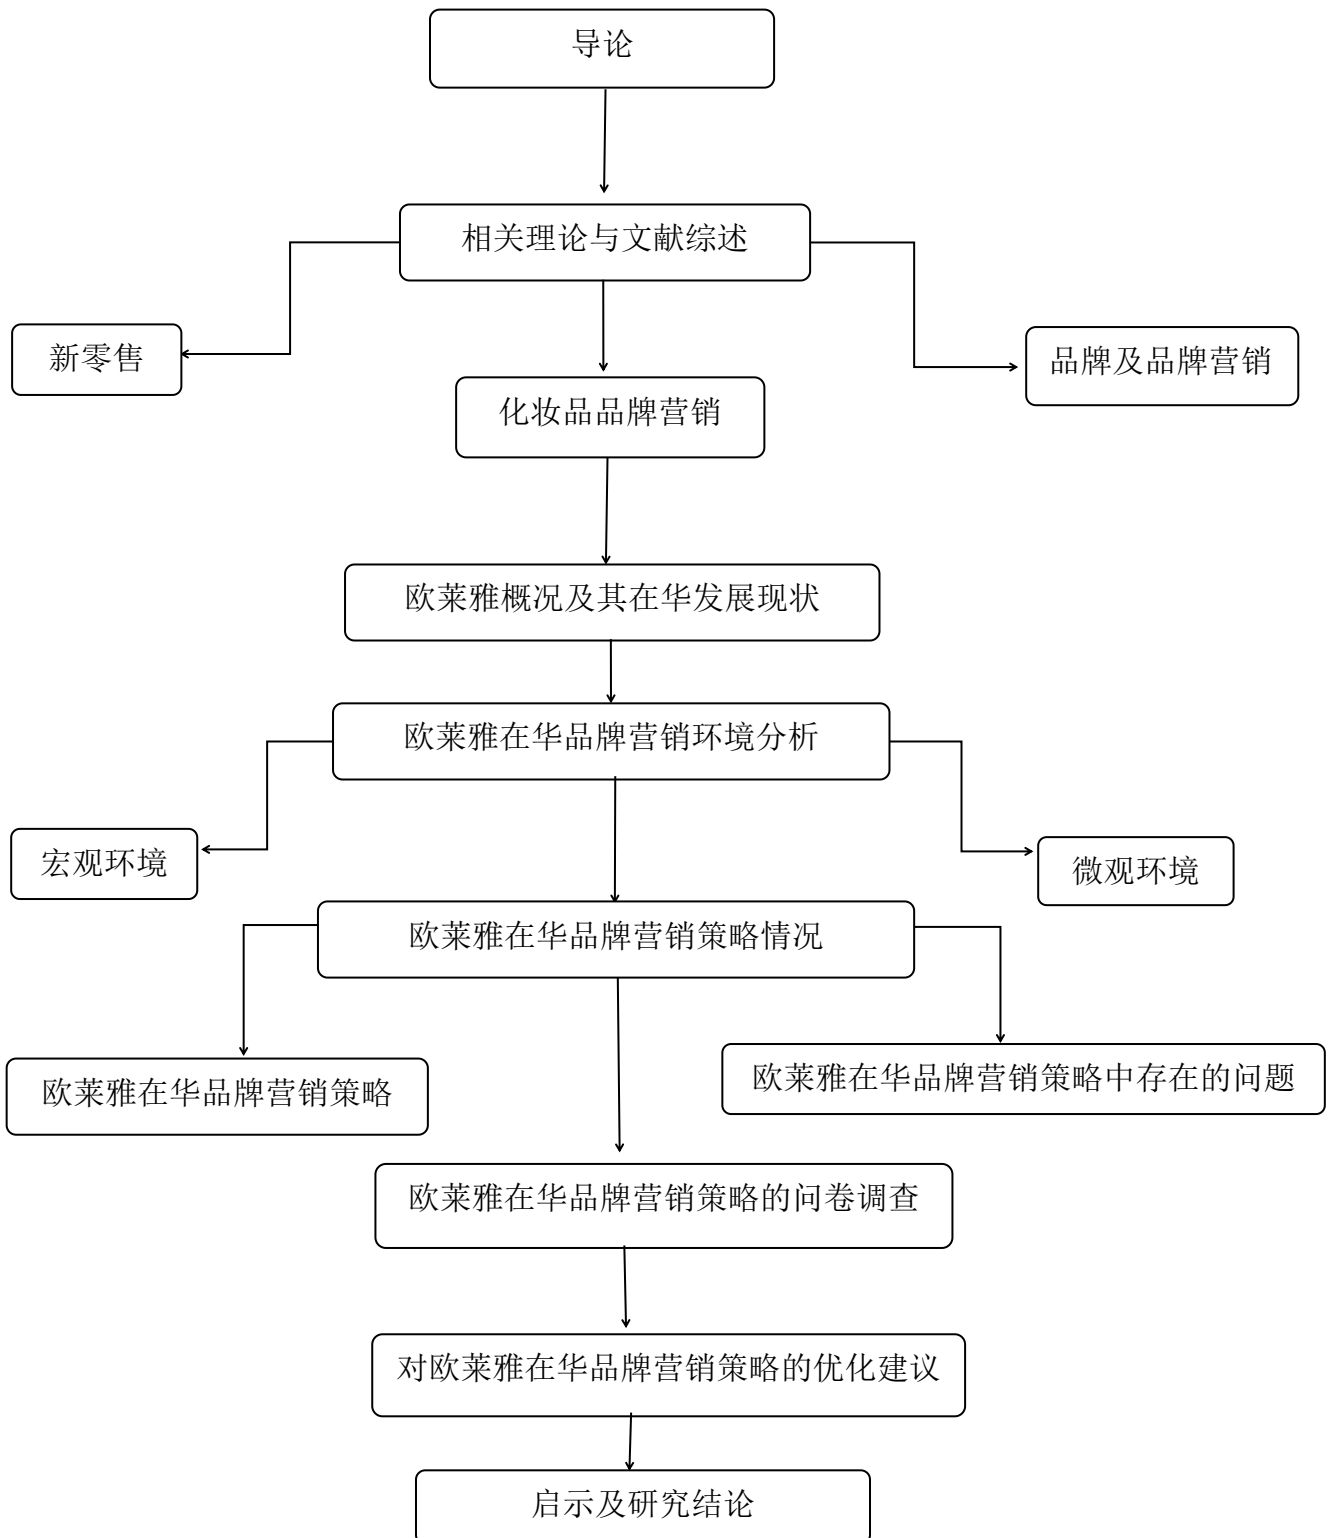 导论
相关理论与文献综述
新零售
品牌及品牌营销
化妆品品牌营销
欧莱雅概况及其在华发展现状
欧莱雅在华品牌营销环境分析
宏观环境
微观环境
欧莱雅在华品牌营销策略情况
欧莱雅在华品牌营销策略
欧莱雅在华品牌营销策略中存在的问题
欧莱雅在华品牌营销策略的问卷调查
对欧莱雅在华品牌营销策略的优化建议
启示及研究结论